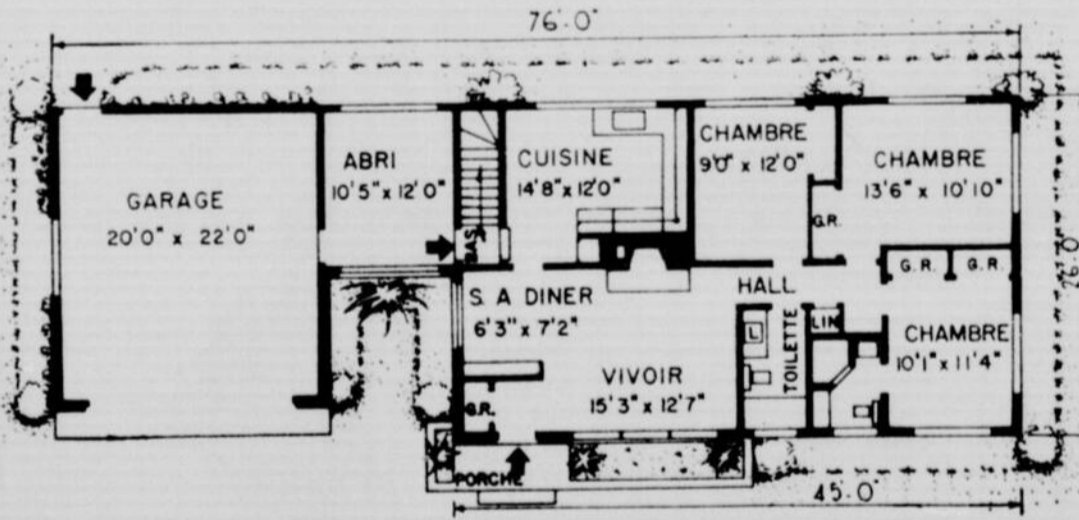 76'-0"
GARAGE
20'0" x 22'0"
ABRI
10'5" x 12'0"
BAS
CUISINE
14'8" x 12'0"
CHAMBRE
9'0" x 12'0"
CHAMBRE
13'6" x 10'10"
G.R.
G.R.
G.R.
S. A DINER
6'3" x 7'2"
HALL
L
TOILETTE
LIN
CHAMBRE
10'1" x 11'4"
VIVOIR
15'3" x 12'7"
G.R.
PORCHE
45'-0"